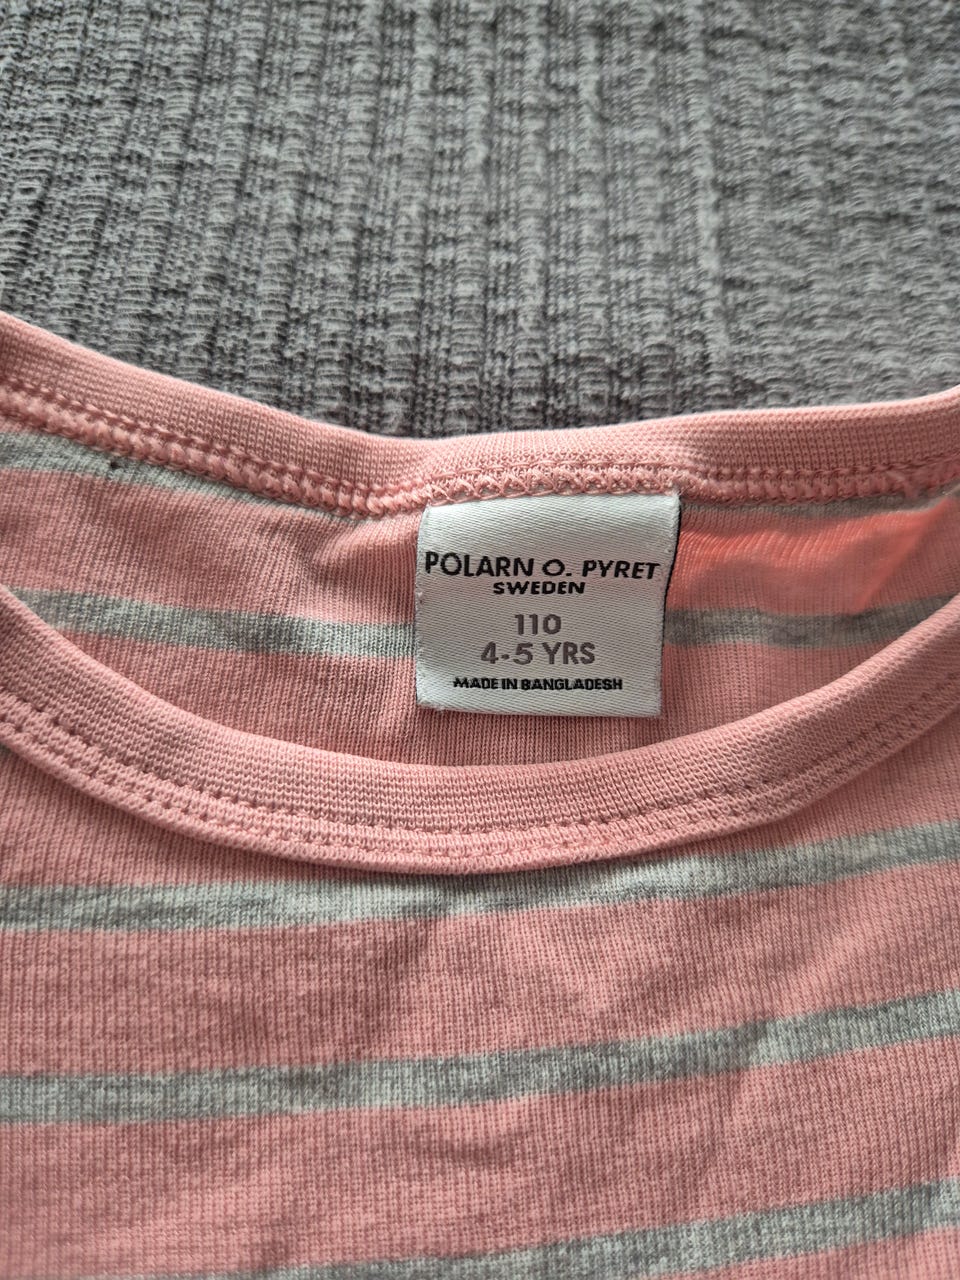 POLARN O. PYRET
SWEDEN
110
4-5 YRS
MADE IN BANGLADESH